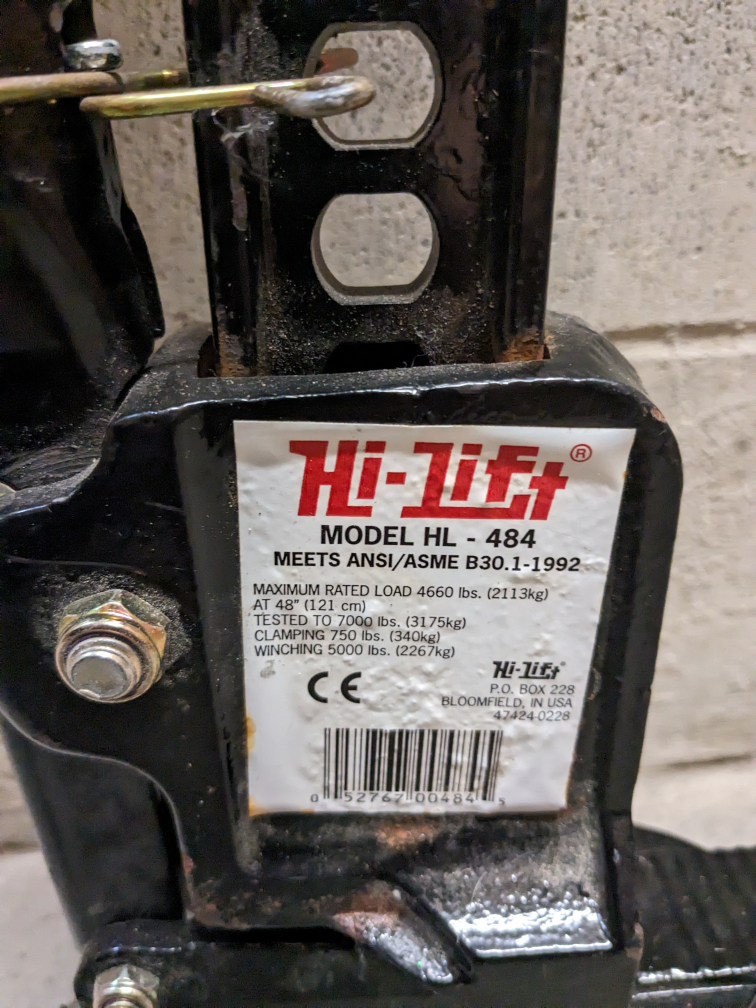 Hi-Lift®
MODEL HL - 484
MEETS ANSI/ASME B30.1-1992
MAXIMUM RATED LOAD 4660 lbs. (2113kg)
AT 48" (121 cm)
TESTED TO 7000 lbs. (3175kg)
CLAMPING 750 lbs. (340kg)
WINCHING 5000 lbs. (2267kg)
CE
Hi-Lift®
P.O. BOX 228
BLOOMFIELD, IN USA
47424-0228
0 52767 00484 5